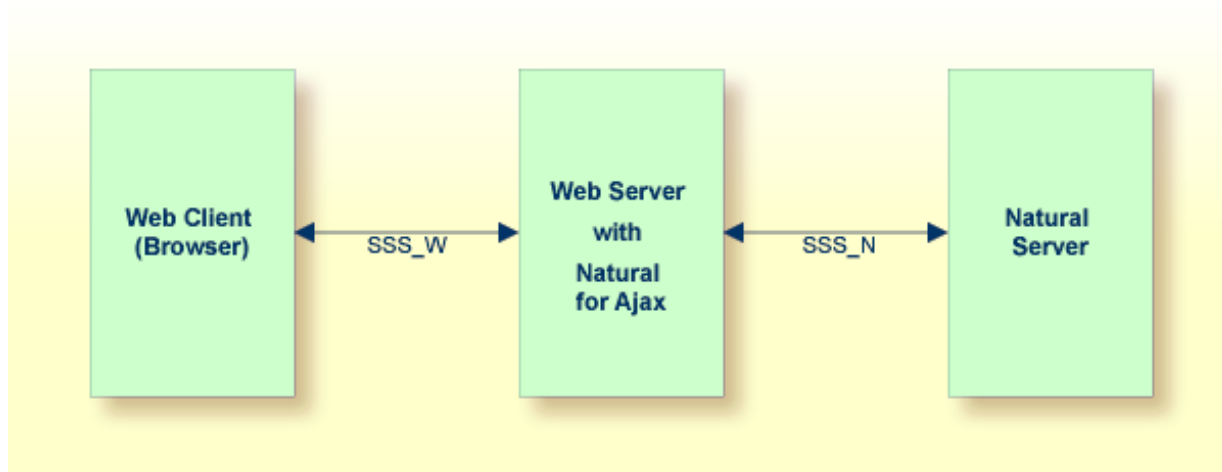 Web Client
(Browser)
SSS_W
Web Server
with
Natural
for Ajax
SSS_N
Natural
Server